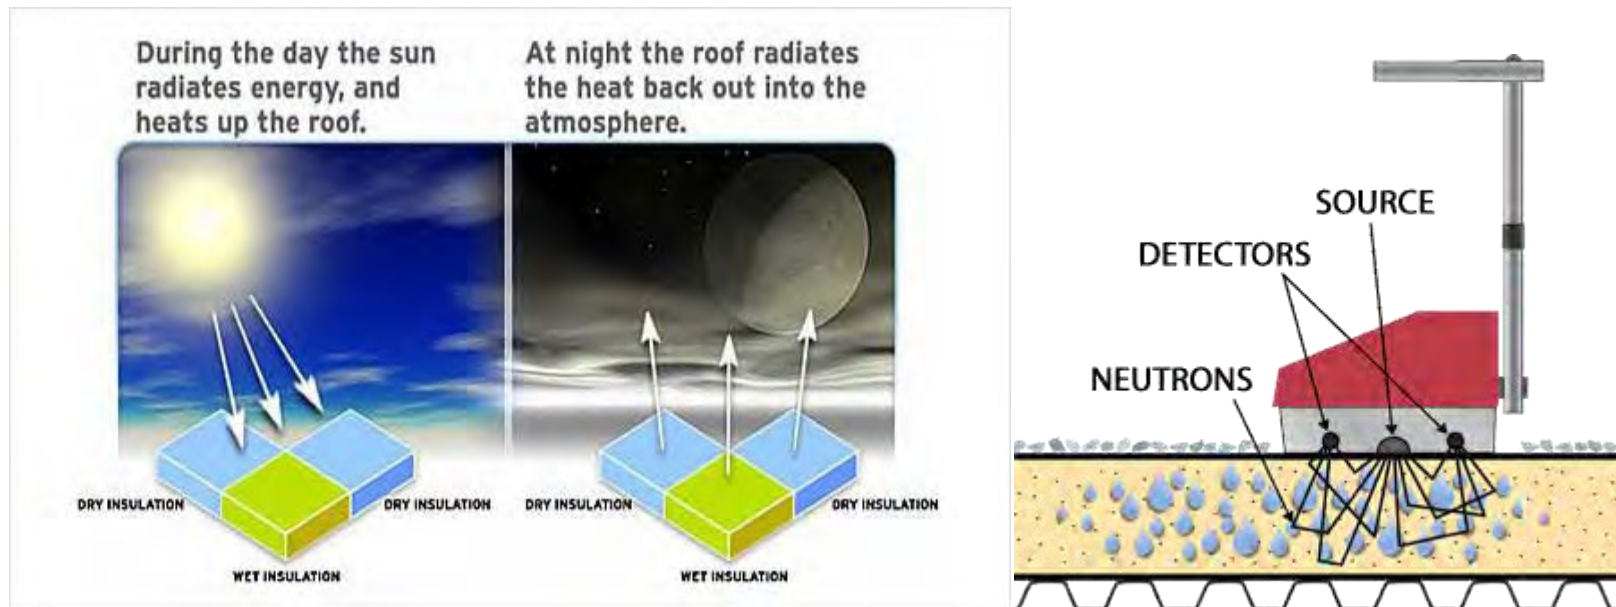 During the day the sun
radiates energy, and
heats up the roof.
At night the roof radiates
the heat back out into the
atmosphere.
DRY INSULATION
DRY INSULATION
WET INSULATION
DRY INSULATION
DRY INSULATION
WET INSULATION
SOURCE
DETECTORS
NEUTRONS